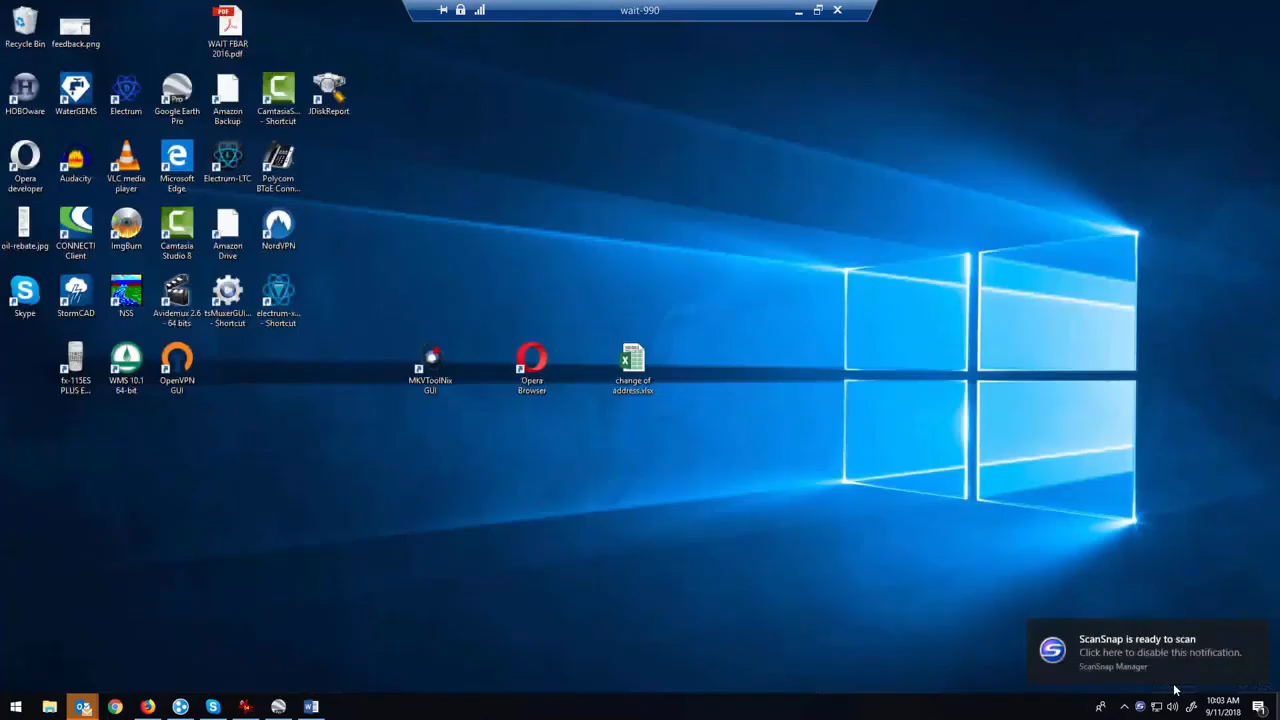 wait-990
Recycle Bin
feedback.png
PDF
WAIT FBAR
2016.pdf
HOBOware
WaterGEMS
Electrum
Google Earth
Pro
Amazon
Backup
CamtasiaS...
- Shortcut
JDiskReport
Opera
developer
Audacity
VLC media
player
Microsoft
Edge
Electrum-LTC
Polycom
BToE Conn...
oil-rebate.jpg
CONNECTI
Client
ImgBurn
Camtasia
Studio 8
Amazon
Drive
NordVPN
Skype
StormCAD
NSS
Avidemux 2.6
- 64 bits
tsMuxerGUI...
- Shortcut
electrum-x...
- Shortcut
fx-115ES
PLUS E...
WMS 10.1
64-bit
OpenVPN
GUI
MKVToolNix
GUI
Opera
Browser
change of
address.xlsx
ScanSnap is ready to scan
Click here to disable this notification.
ScanSnap Manager
10:03 AM
9/11/2018